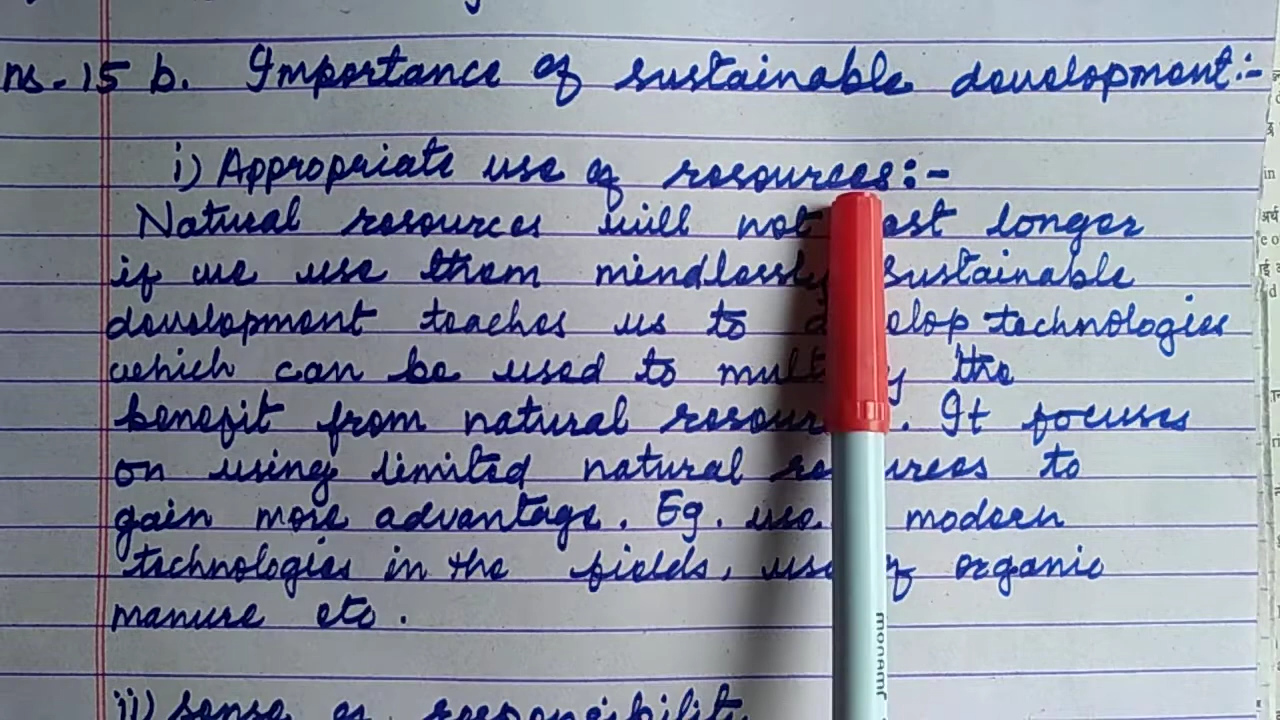 ns.15 b. Importance of sustainable development:-
i) Appropriate use of resources:-
Natural resources will not last longer
if we use them mindlessly sustainable
development teaches us to develop technologies
which can be used to multiply the
benefit from natural resources. It focuses
on using limited natural resources to
gain more advantage. Eg. use of modern
technologies in the fields, use of organic
manure etc.
ii) sense of responsibility
monami